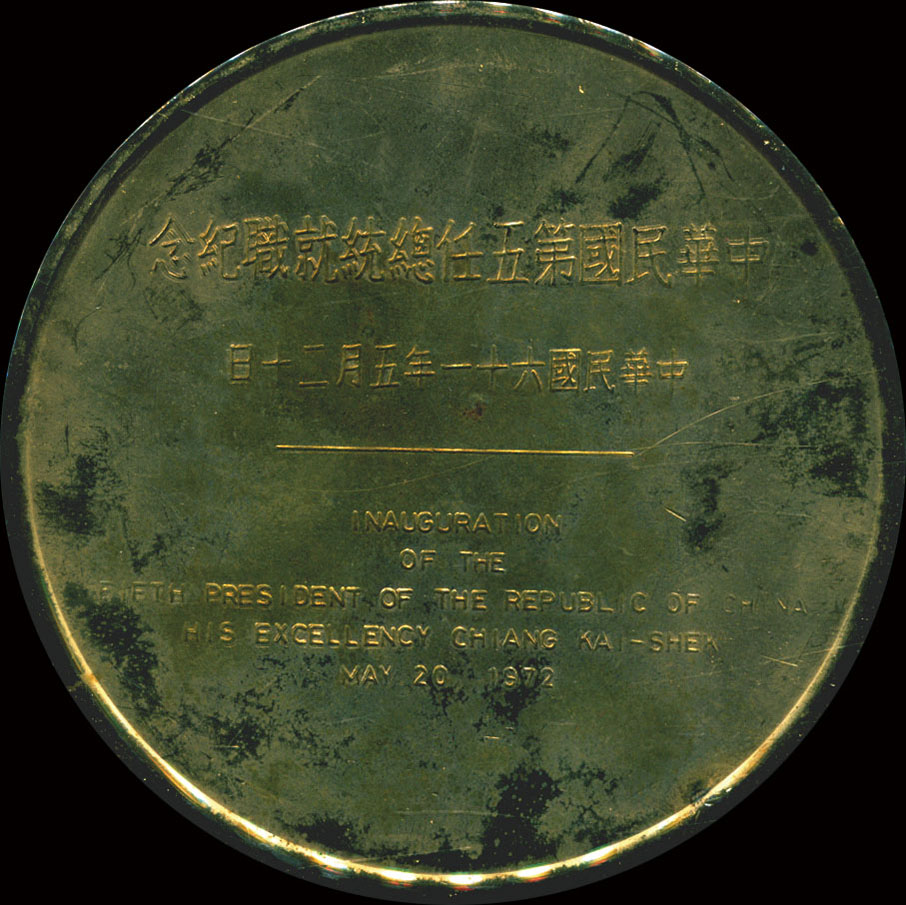 中華民國第五任總統就職紀念
中華民國六十一年五月二十日
INAUGURATION
OF THE
FIFTH PRESIDENT OF THE REPUBLIC OF CHINA
HIS EXCELLENCY CHIANG KAI-SHEK
MAY 20 1972